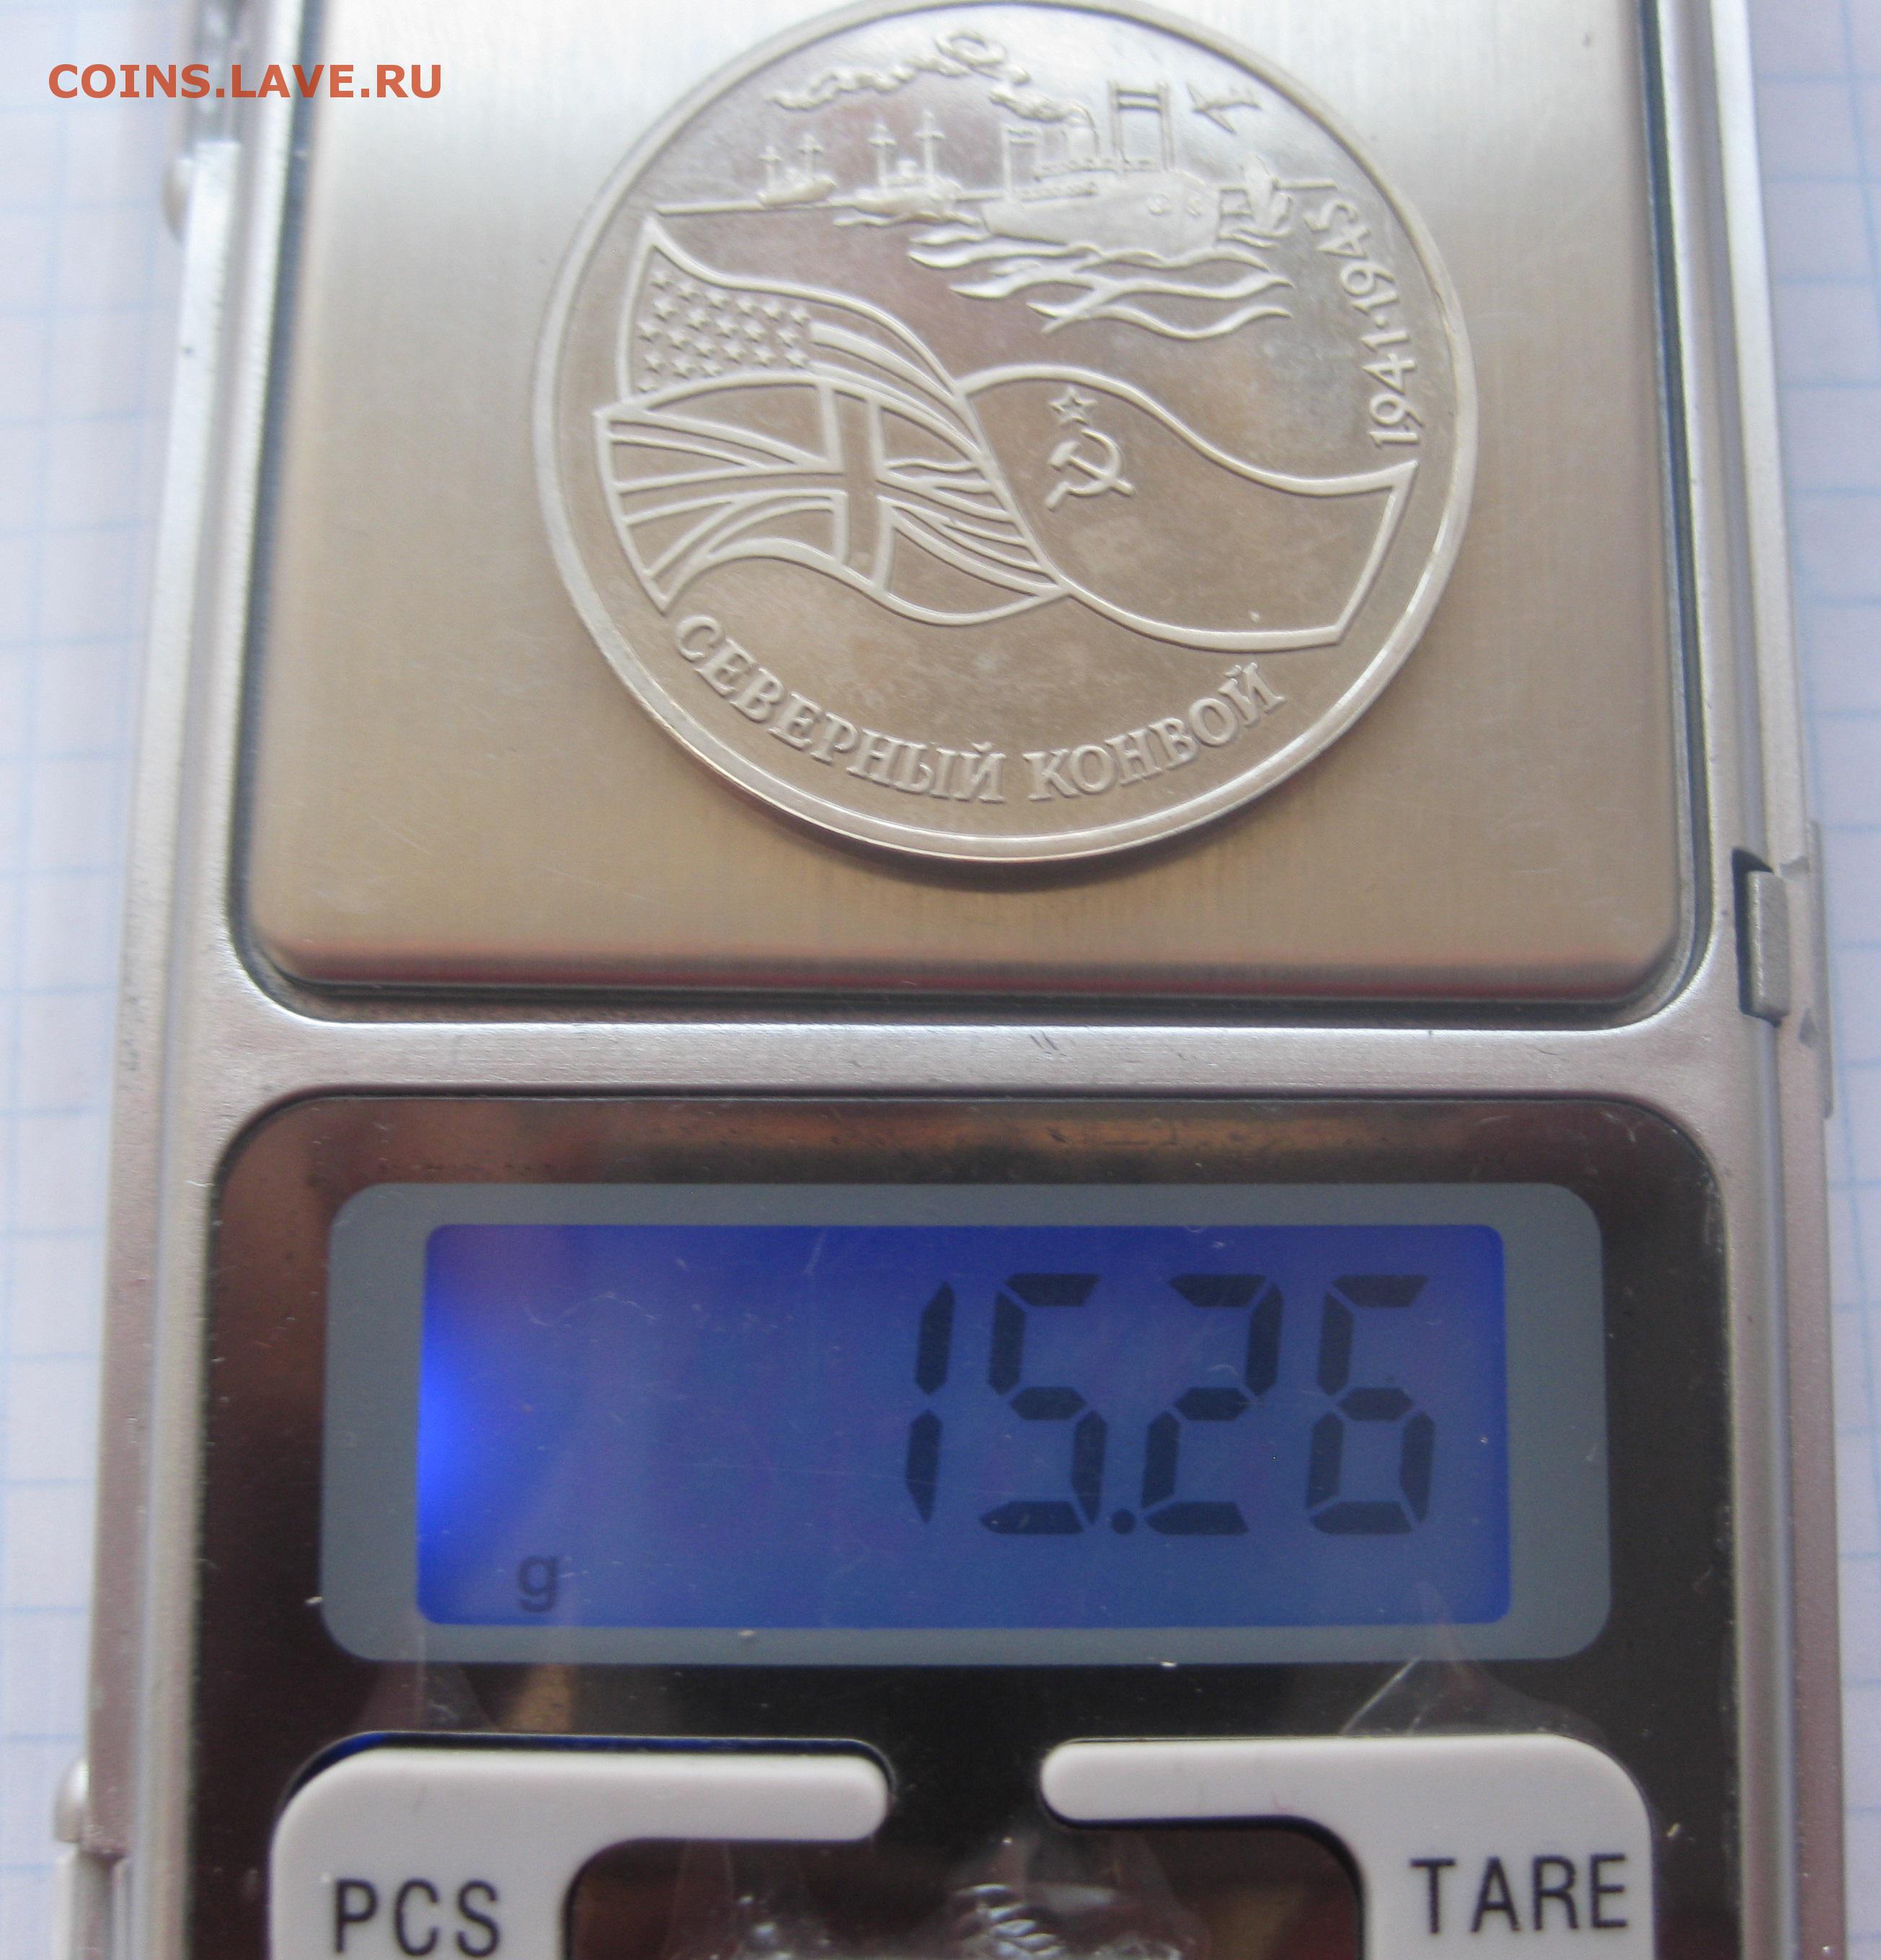 COINS.LAVE.RU
1941·1945
СЕВЕРНЫЙ КОНВОЙ
15.26
g
PCS
TARE